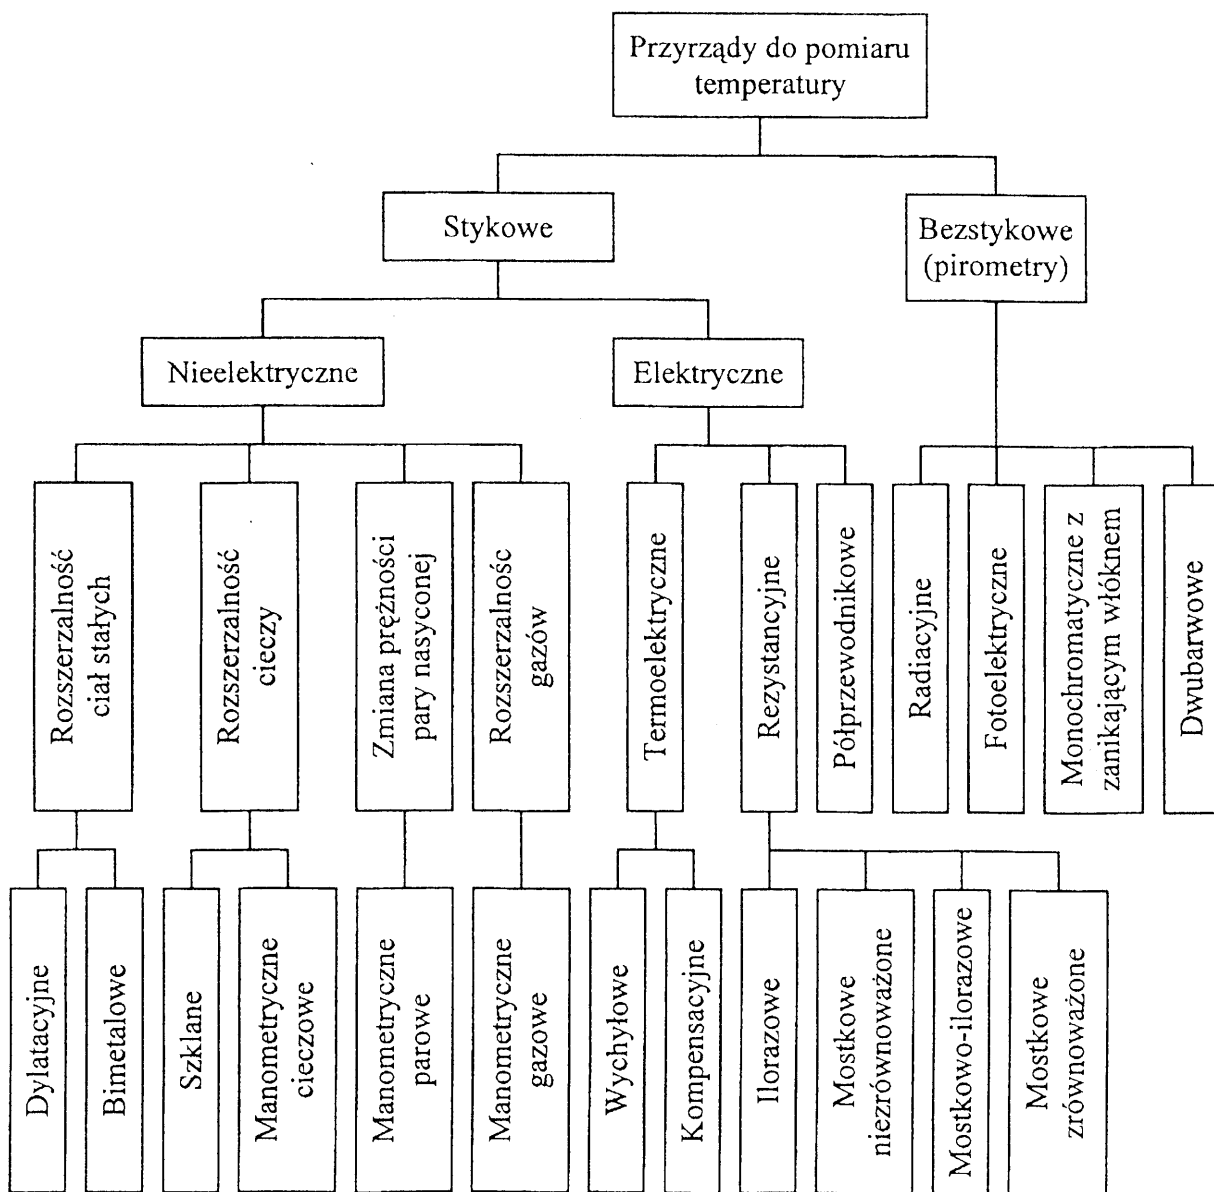 Przyrządy do pomiaru
temperatury
Stykowe
Bezstykowe
(pirometry)
Nieelektryczne
Elektryczne
Rozszerzalność
ciał stałych
Rozszerzalność
cieczy
Zmiana prężności
pary nasyconej
Rozszerzalność
gazów
Termoelektryczne
Rezystancyjne
Półprzewodnikowe
Radiacyjne
Fotoelektryczne
Monochromatyczne z
zanikającym włóknem
Dwubarwowe
Dylatacyjne
Bimetalowe
Szklane
Manometryczne
cieczowe
Manometryczne
parowe
Manometryczne
gazowe
Wychyłowe
Kompensacyjne
Ilorazowe
Mostkowe
niezrównoważone
Mostkowo-ilorazowe
Mostkowe
zrównoważone